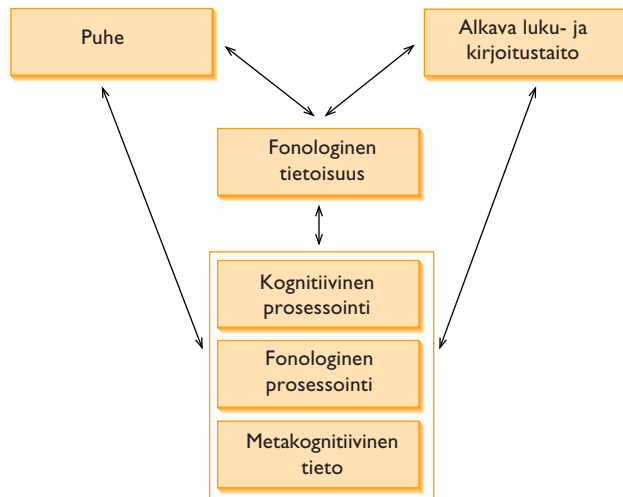 Puhe
Alkava luku- ja
kirjoitustaito
Fonologinen
tietoisuus
Kognitiivinen
prosessointi
Fonologinen
prosessointi
Metakognitiivinen
tieto